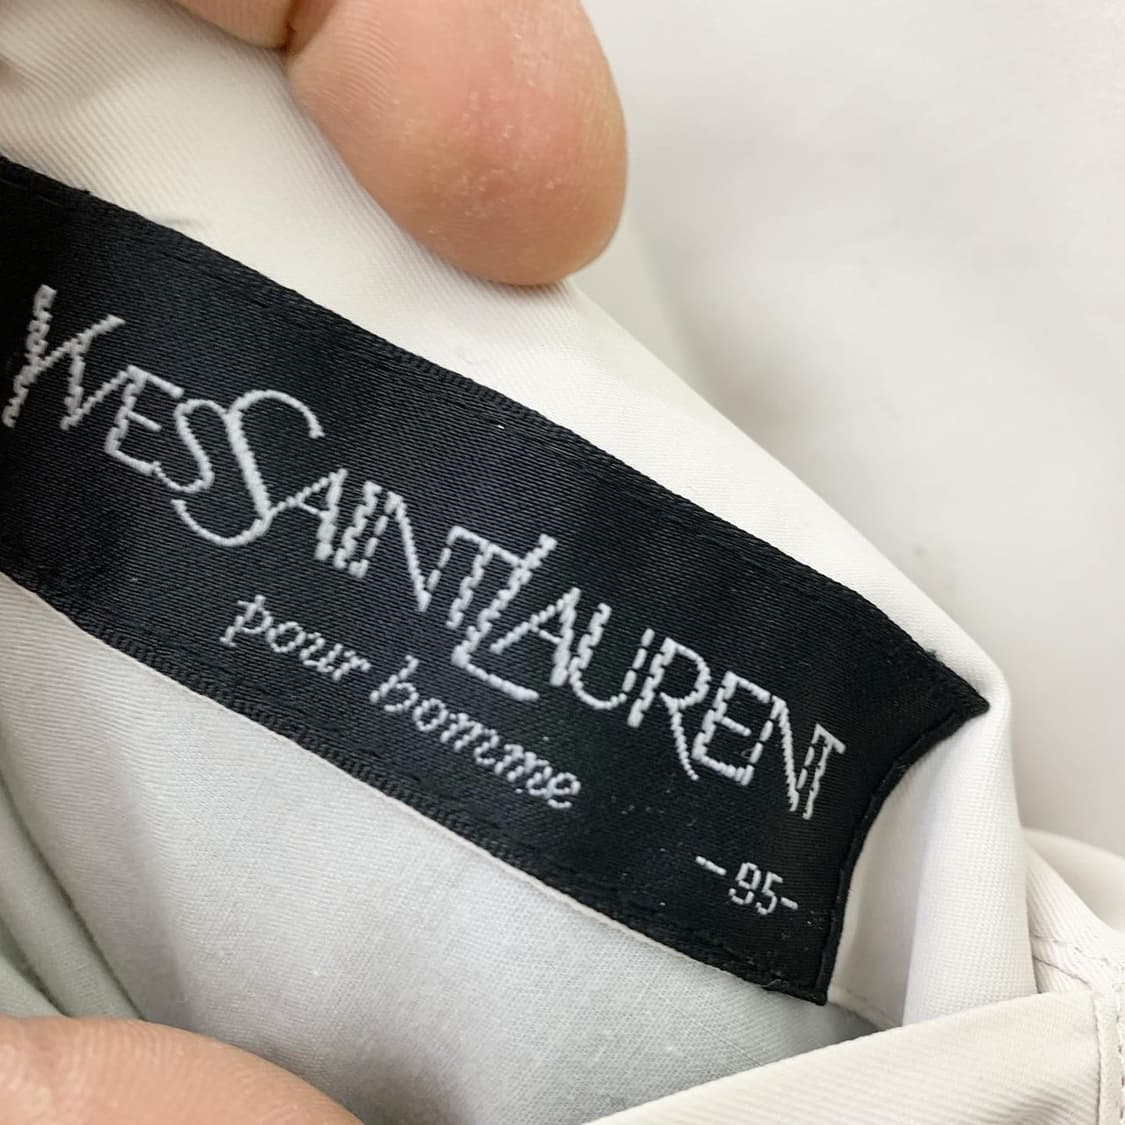 YVESSAINTLAURENT
pour homme
-95-